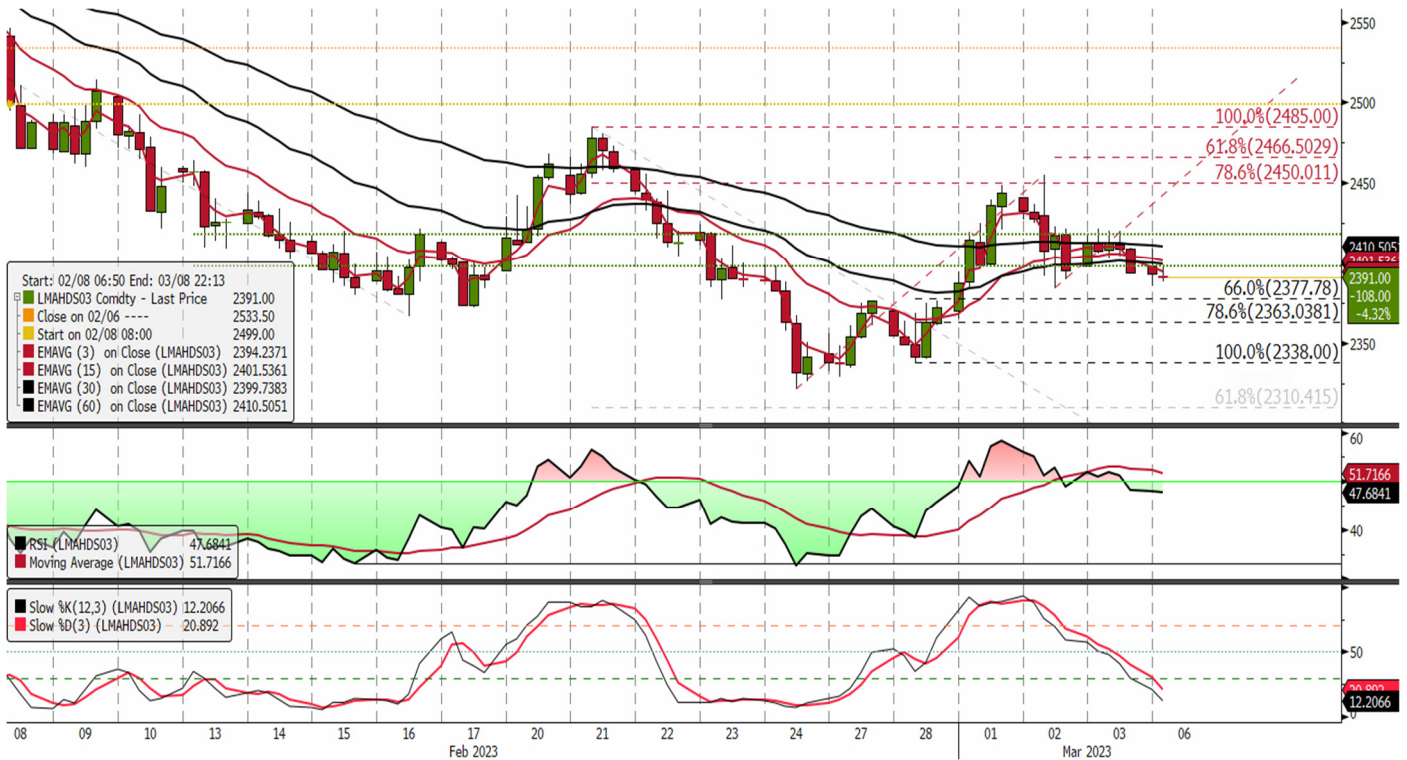 2550
2500
100.0%(2485.00)
61.8%(2466.5029)
78.6%(2450.011)
2450
2410.505
2401.536
2391.00
-108.00
-4.32%
66.0%(2377.78)
78.6%(2363.0381)
2350
100.0%(2338.00)
61.8%(2310.415)
Start: 02/08 06:50 End: 03/08 22:13
LMAHDS03 Comdty - Last Price 2391.00
Close on 02/06 ---- 2533.50
Start on 02/08 08:00 2499.00
EMAVG (3) on Close (LMAHDS03) 2394.2371
EMAVG (15) on Close (LMAHDS03) 2401.5361
EMAVG (30) on Close (LMAHDS03) 2399.7383
EMAVG (60) on Close (LMAHDS03) 2410.5051
60
51.7166
47.6841
40
RSI (LMAHDS03) 47.6841
Moving Average (LMAHDS03) 51.7166
Slow %K(12,3) (LMAHDS03) 12.2066
Slow %D(3) (LMAHDS03) 20.892
50
20.892
12.2066
0
08 09 10 13 14 15 16 17 20 21 22 23 24 27 28 01 02 03 06
Feb 2023 Mar 2023